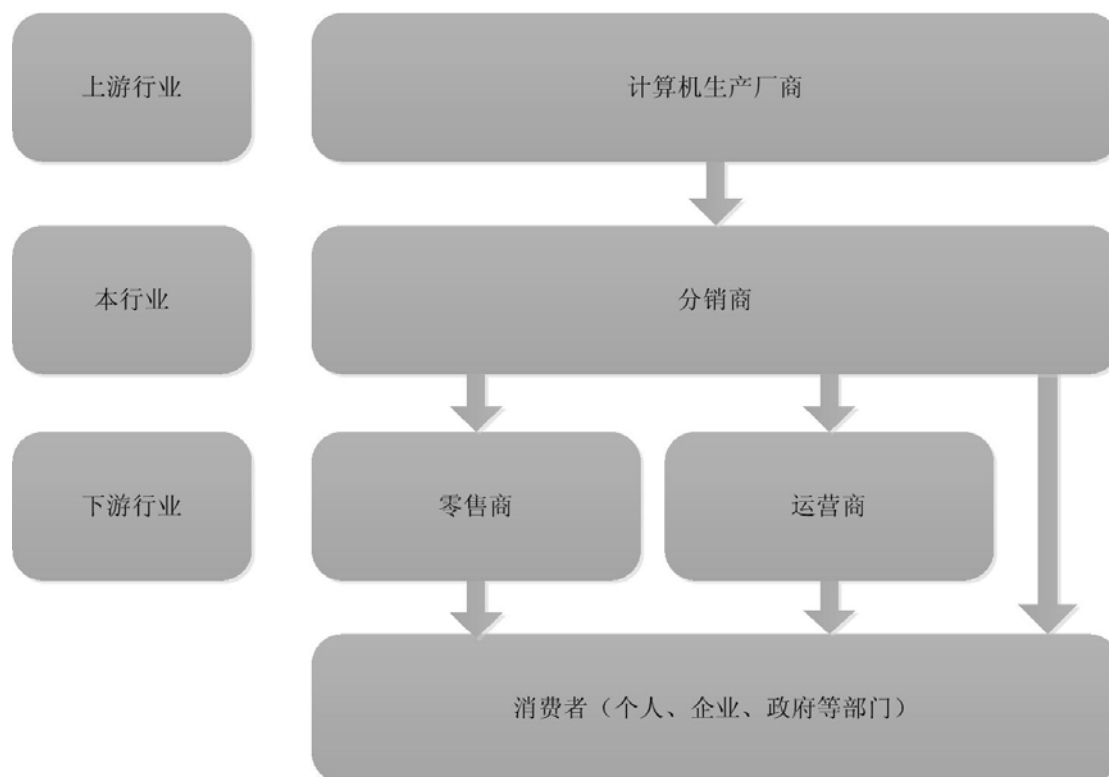 上游行业
计算机生产厂商
本行业
分销商
下游行业
零售商
运营商
消费者（个人、企业、政府等部门）